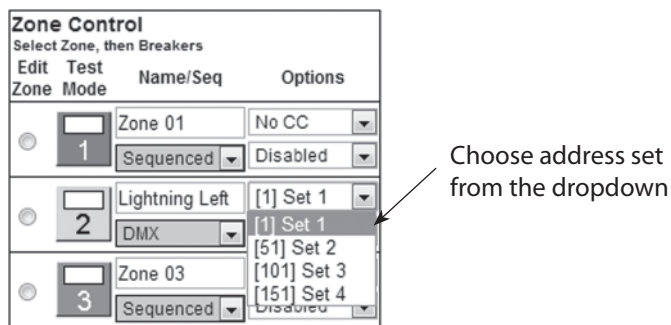 Zone Control
Select Zone, then Breakers
Edit Zone
Test Mode
Name/Seq
Options
1
Zone 01
No CC
Sequenced
Disabled
2
Lightning Left
[1] Set 1
DMX
[1] Set 1
[51] Set 2
[101] Set 3
[151] Set 4
3
Zone 03
Sequenced
Disabled
Choose address set
from the dropdown